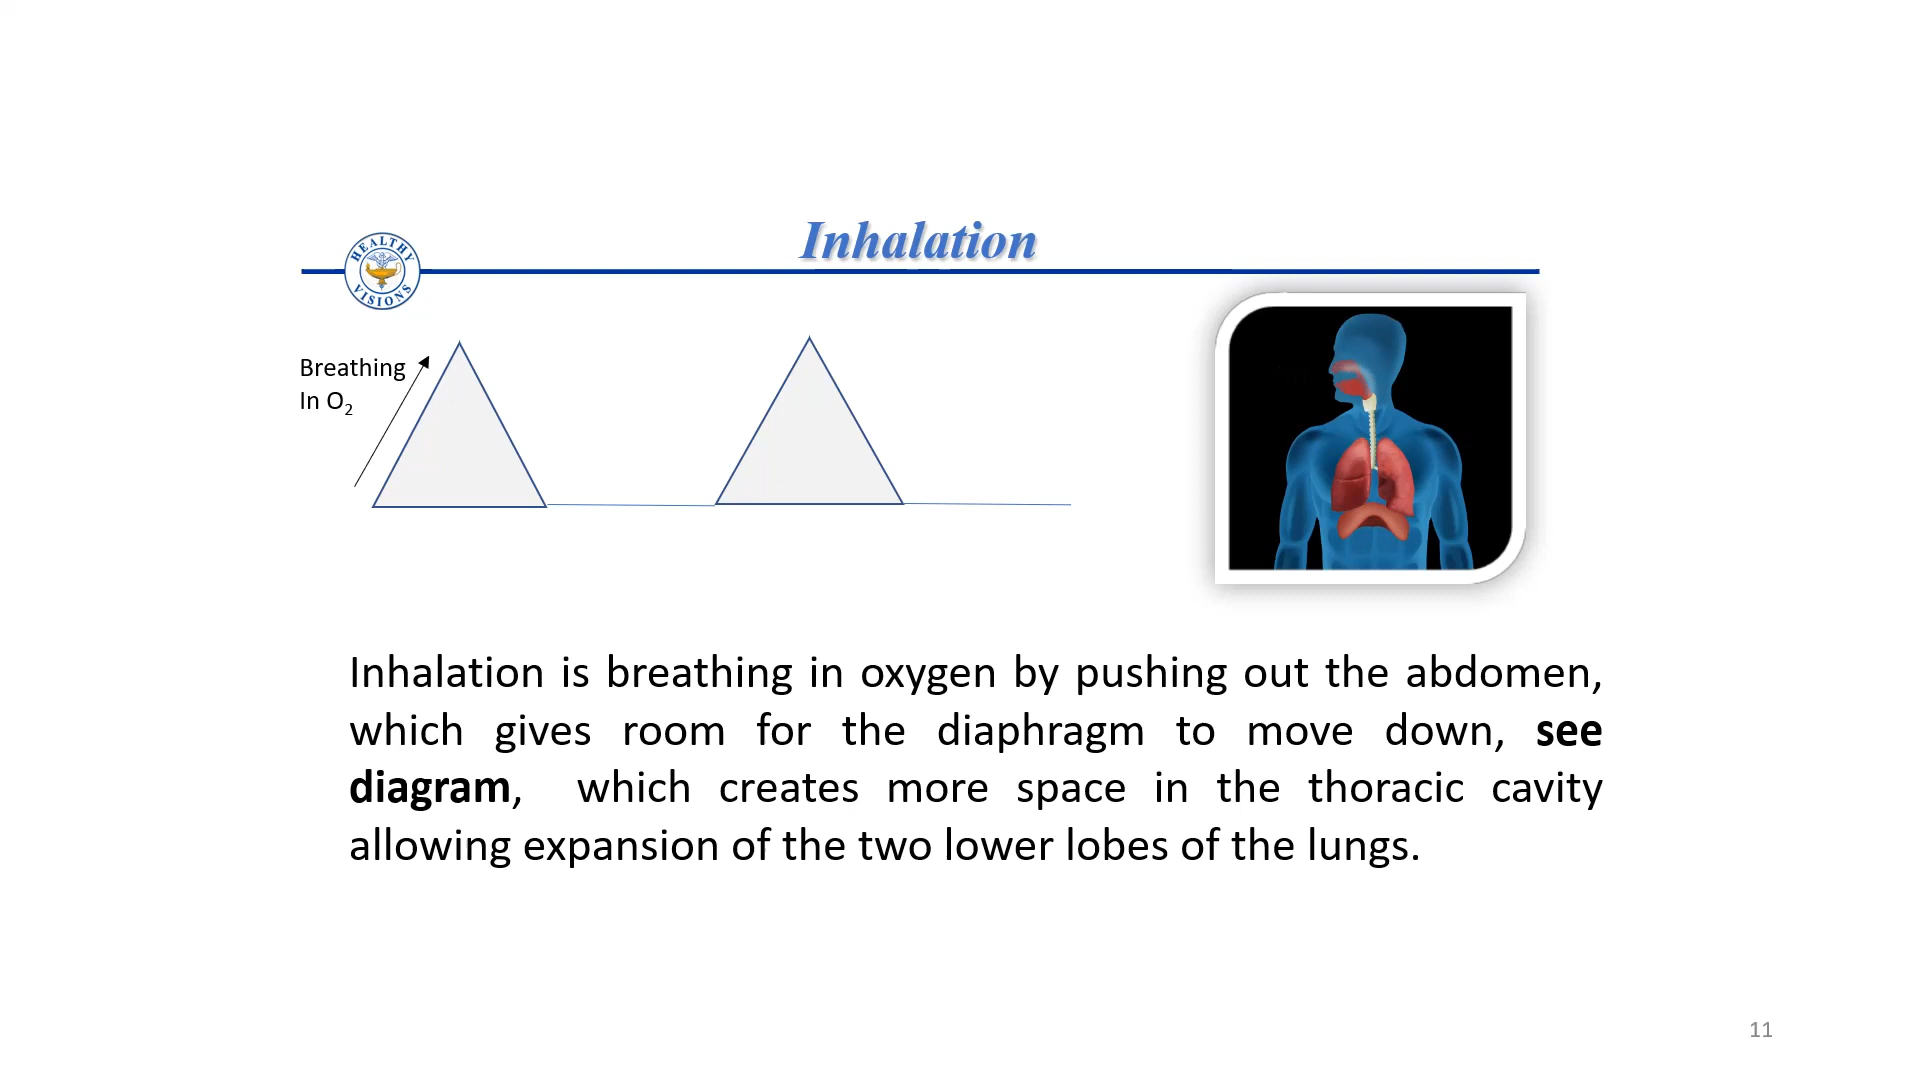 Inhalation
HEALTHY
VISIONS
Breathing
In O₂
Inhalation is breathing in oxygen by pushing out the abdomen,
which gives room for the diaphragm to move down, see
diagram, which creates more space in the thoracic cavity
allowing expansion of the two lower lobes of the lungs.
11